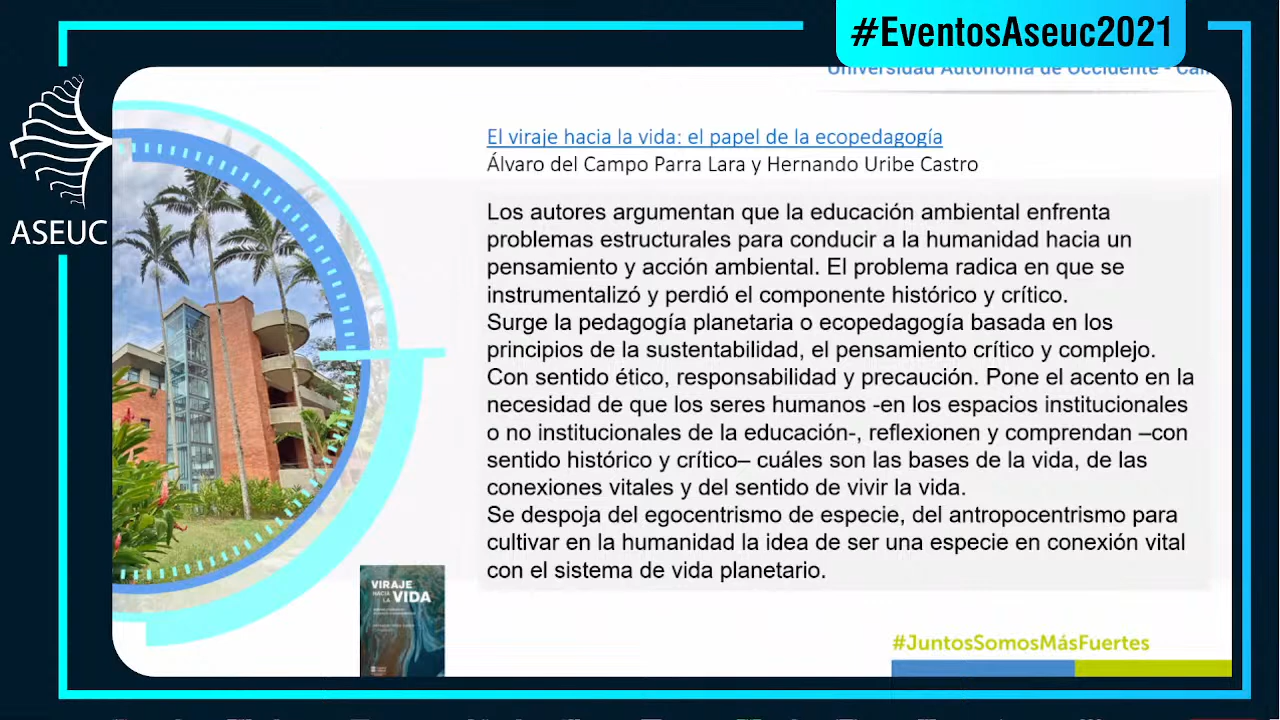 #EventosAseuc2021
Universidad Autónoma de Occidente - Cali
ASEUC
El viraje hacia la vida: el papel de la ecopedagogía
Álvaro del Campo Parra Lara y Hernando Uribe Castro
Los autores argumentan que la educación ambiental enfrenta
problemas estructurales para conducir a la humanidad hacia un
pensamiento y acción ambiental. El problema radica en que se
instrumentalizó y perdió el componente histórico y crítico.
Surge la pedagogía planetaria o ecopedagogía basada en los
principios de la sustentabilidad, el pensamiento crítico y complejo.
Con sentido ético, responsabilidad y precaución. Pone el acento en la
necesidad de que los seres humanos -en los espacios institucionales
o no institucionales de la educación-, reflexionen y comprendan –con
sentido histórico y crítico– cuáles son las bases de la vida, de las
conexiones vitales y del sentido de vivir la vida.
Se despoja del egocentrismo de especie, del antropocentrismo para
cultivar en la humanidad la idea de ser una especie en conexión vital
con el sistema de vida planetario.
VIRAJE
HACIA
LA VIDA
#JuntosSomosMásFuertes